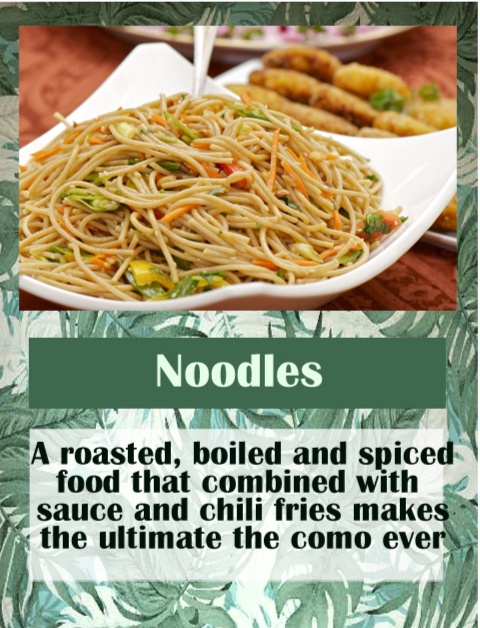 Noodles
A roasted, boiled and spiced
food that combined with
sauce and chili fries makes
the ultimate the como ever